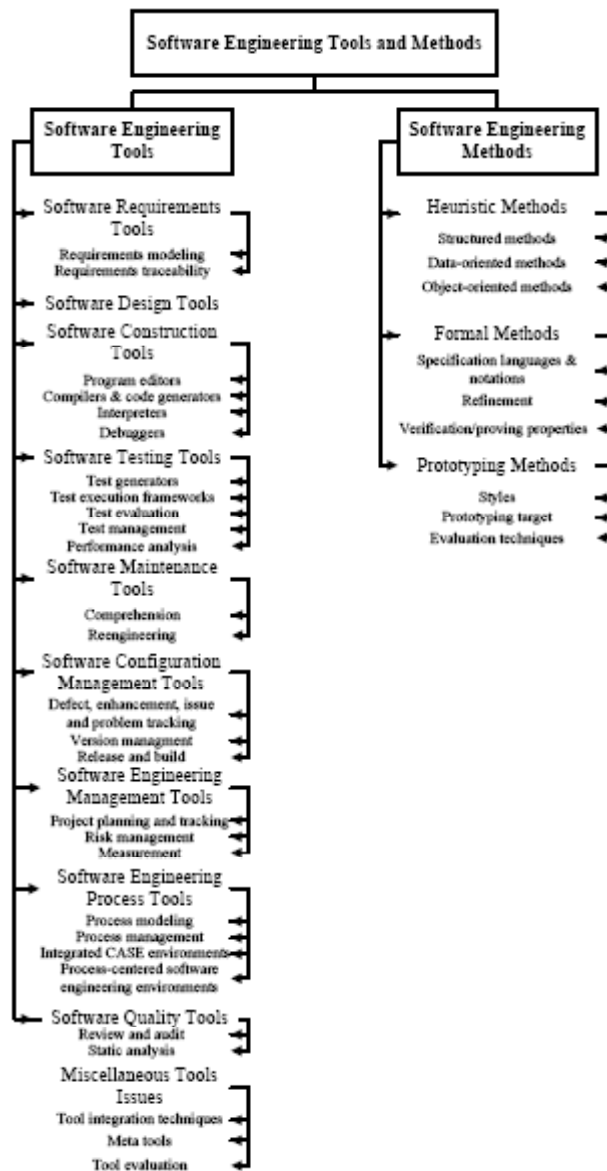 Software Engineering Tools and Methods
Software Engineering
Tools
Software Requirements
Tools
Requirements modeling
Requirements traceability
Software Design Tools
Software Construction
Tools
Program editors
Compilers & code generators
Interpreters
Debuggers
Software Testing Tools
Test generators
Test execution frameworks
Test evaluation
Test management
Performance analysis
Software Maintenance
Tools
Comprehension
Reengineering
Software Configuration
Management Tools
Defect, enhancement, issue
and problem tracking
Version managment
Release and build
Software Engineering
Management Tools
Project planning and tracking
Risk management
Measurement
Software Engineering
Process Tools
Process modeling
Process management
Integrated CASE environments
Process-centered software
engineering environments
Software Quality Tools
Review and audit
Static analysis
Miscellaneous Tools
Issues
Tool integration techniques
Meta tools
Tool evaluation
Software Engineering
Methods
Heuristic Methods
Structured methods
Data-oriented methods
Object-oriented methods
Formal Methods
Specification languages &
notations
Refinement
Verification/proving properties
Prototyping Methods
Styles
Prototyping target
Evaluation techniques